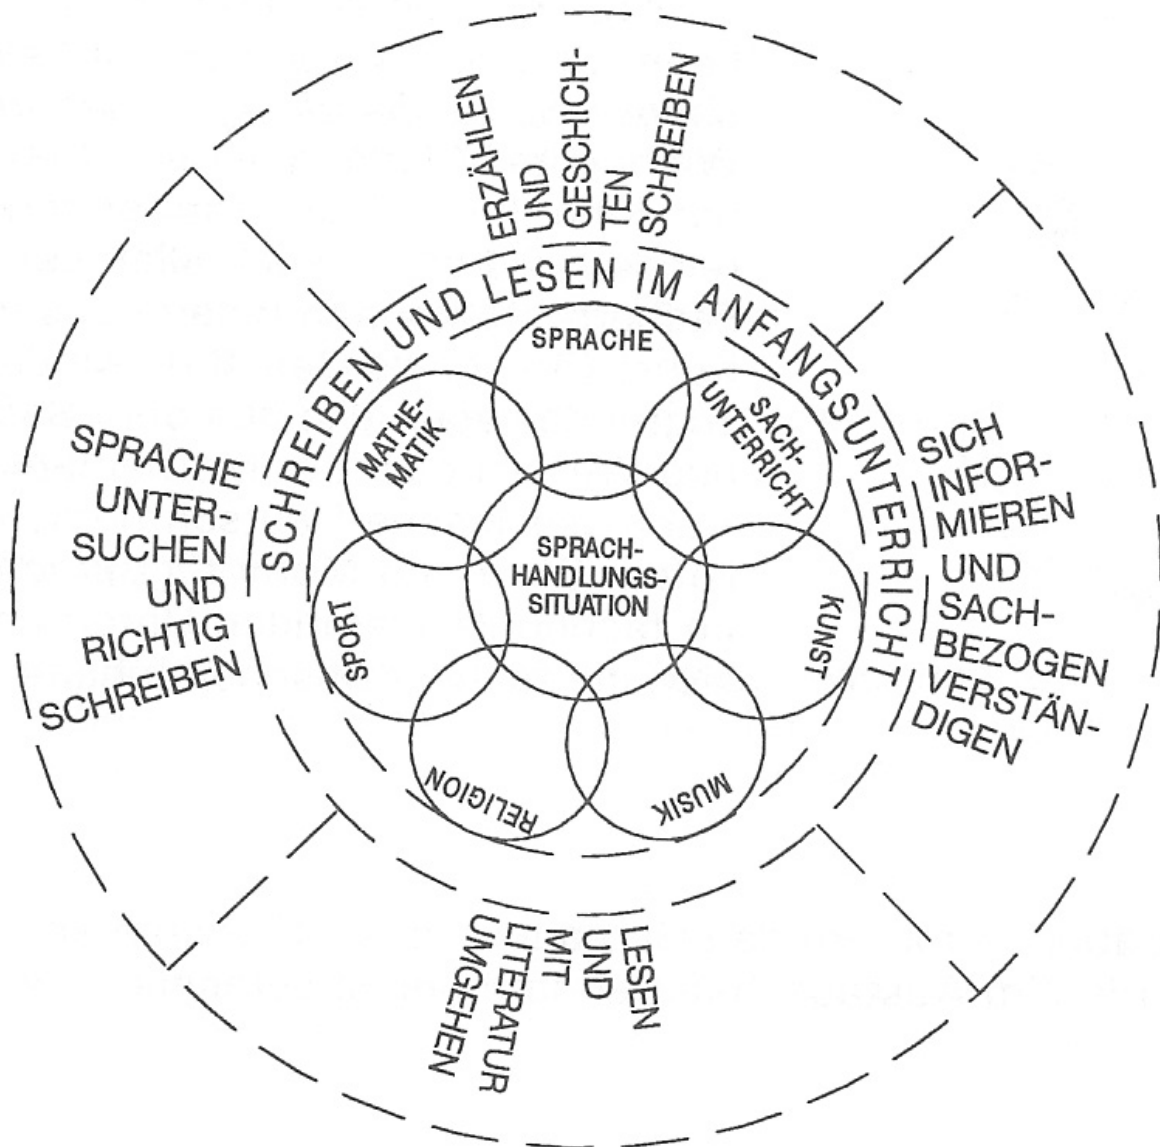 ERZÄHLEN
UND
GESCHICH-
TEN
SCHREIBEN
SCHREIBEN UND LESEN IM ANFANGSUNTERRICHT
SPRACHE
MATHE-
MATIK
SACH-
UNTERRICHT
SPRACH-
HANDLUNGS-
SITUATION
SPORT
KUNST
RELIGION
MUSIK
SPRACHE
UNTER-
SUCHEN
UND
RICHTIG
SCHREIBEN
SICH
INFOR-
MIEREN
UND
SACH-
BEZOGEN
VERSTÄN-
DIGEN
LESEN
UND
MIT
LITERATUR
UMGEHEN